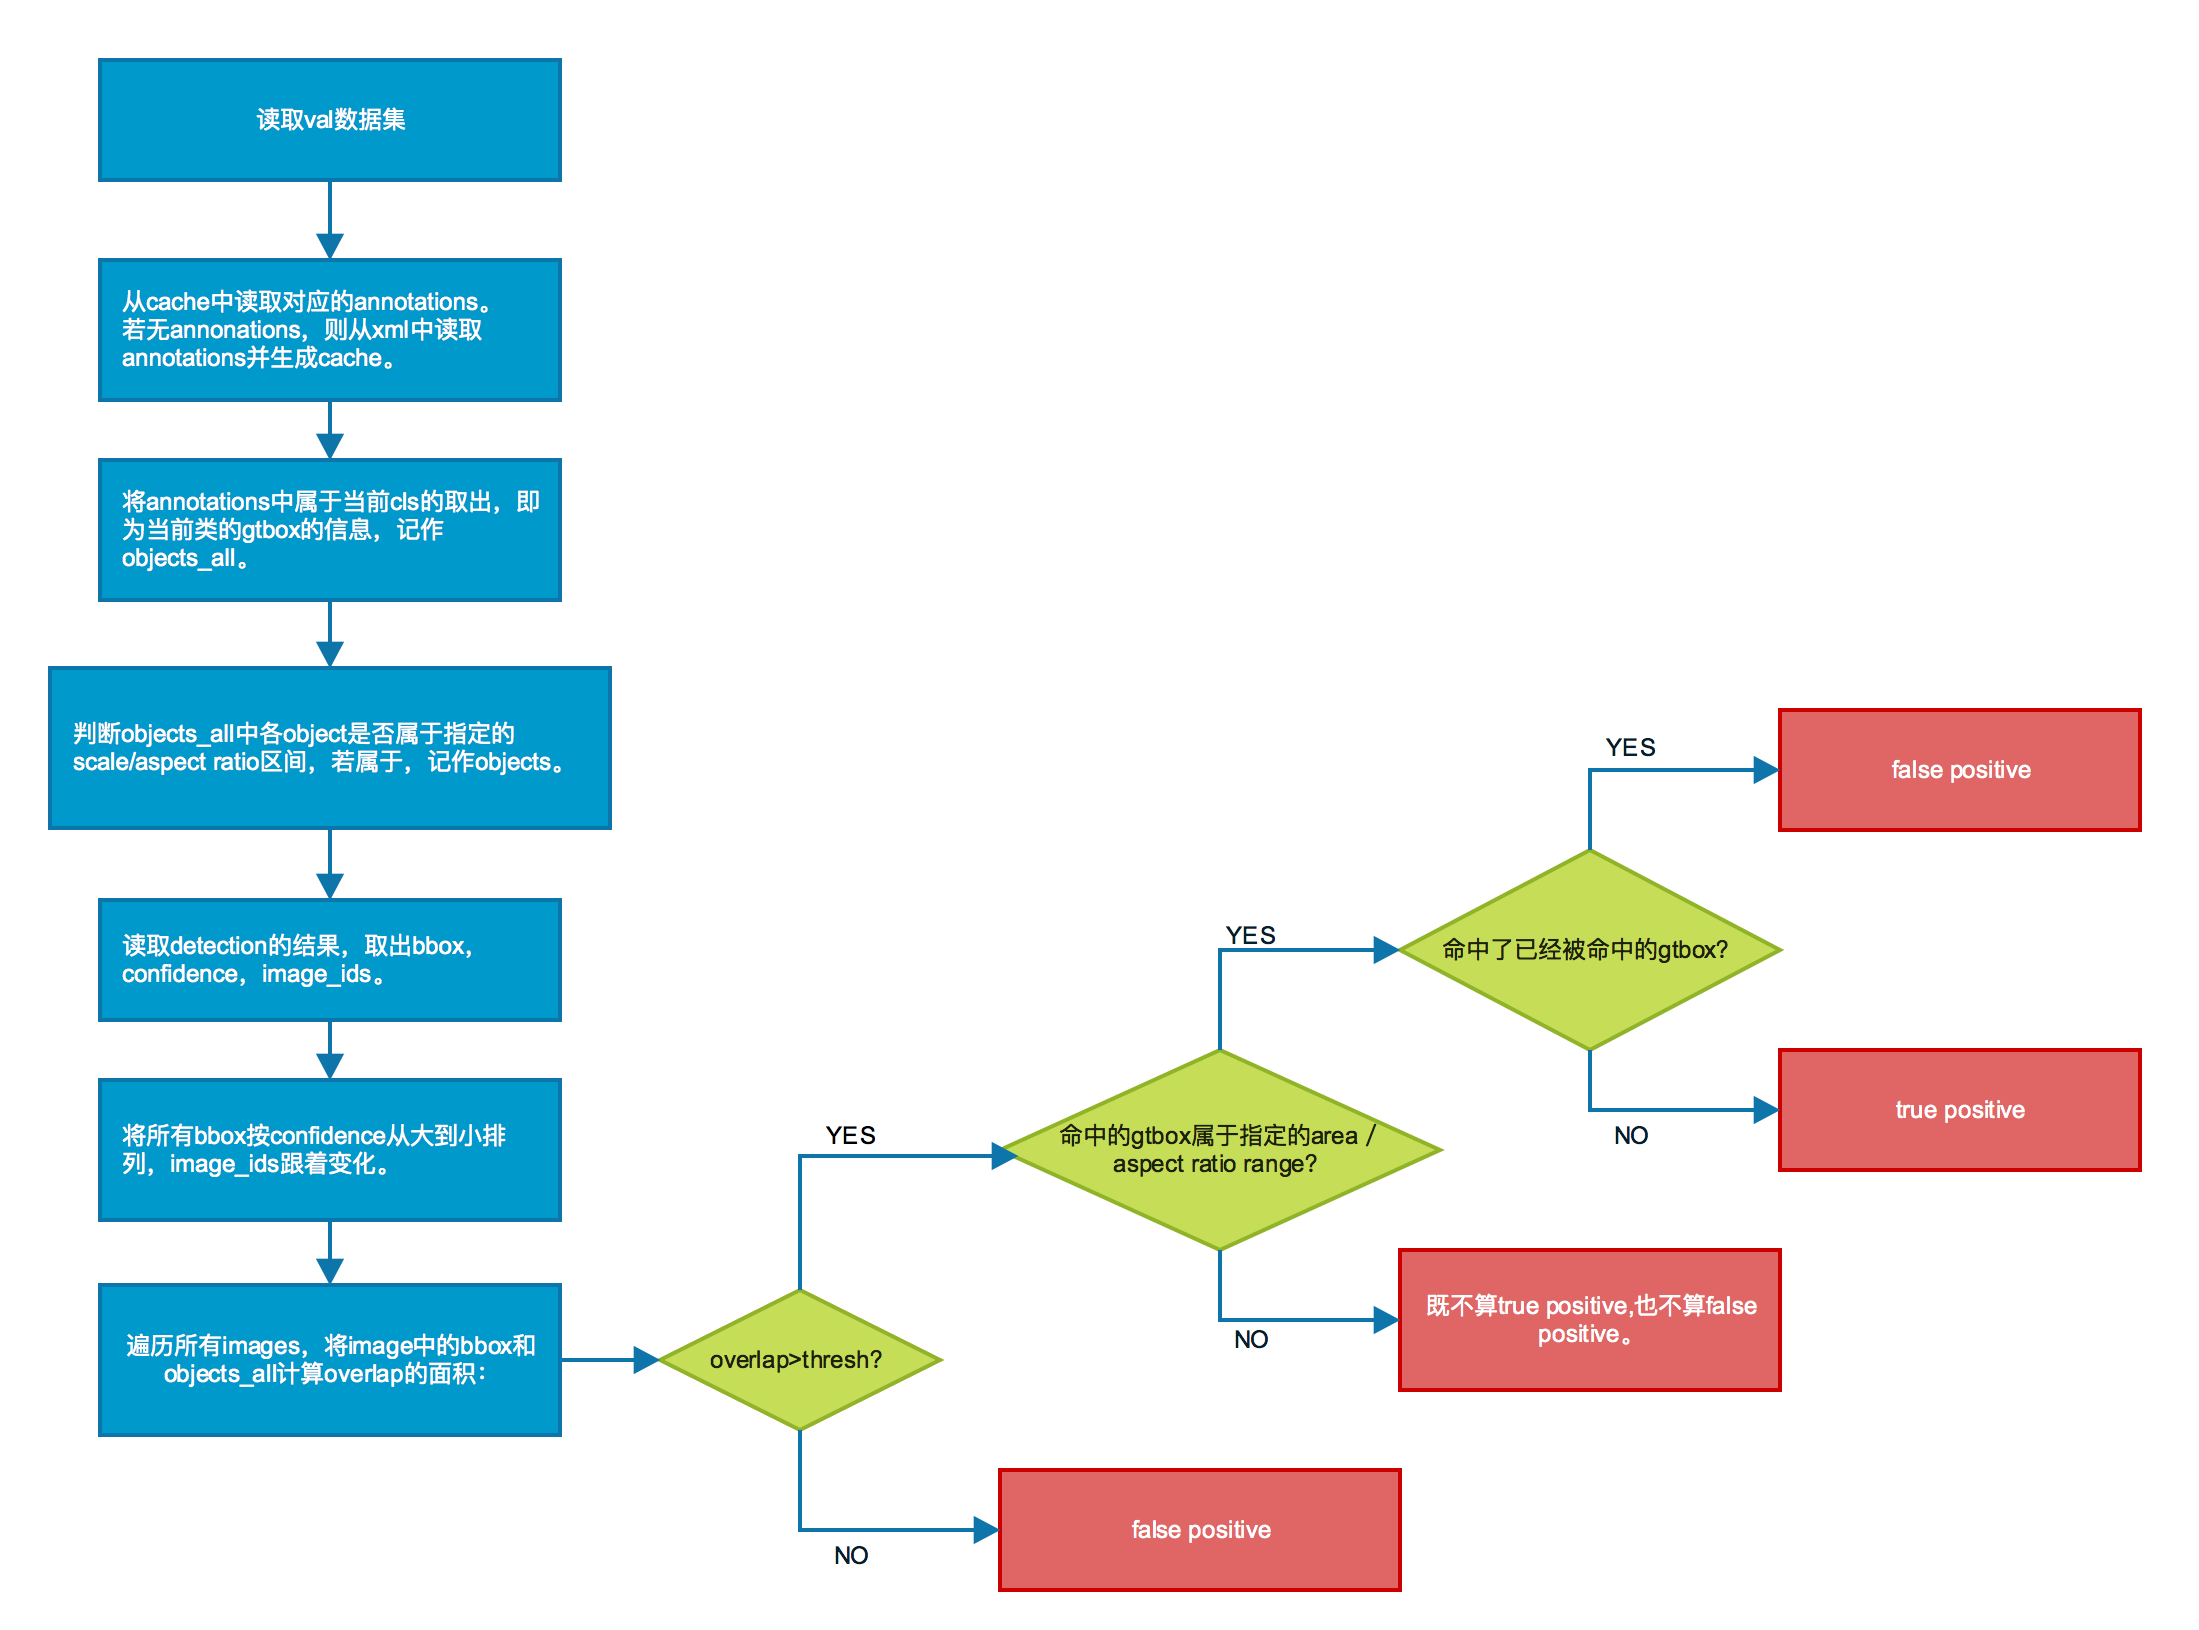 读取val数据集
从cache中读取对应的annotations。
若无annonations，则从xml中读取
annotations并生成cache。
将annotations中属于当前cls的取出，即
为当前类的gtbox的信息，记作
objects_all。
判断objects_all中各object是否属于指定的
scale/aspect ratio区间，若属于，记作objects。
读取detection的结果，取出bbox，
confidence，image_ids。
将所有bbox按confidence从大到小排
列，image_ids跟着变化。
遍历所有images，将image中的bbox和
objects_all计算overlap的面积：
overlap>thresh?
YES
NO
false positive
命中的gtbox属于指定的area /
aspect ratio range?
YES
NO
既不算true positive,也不算false
positive。
命中了已经被命中的gtbox?
YES
false positive
NO
true positive